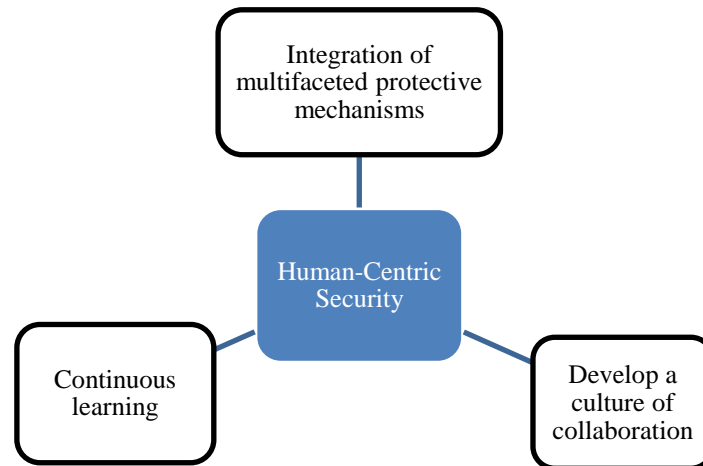 Integration of
multifaceted protective
mechanisms
Human-Centric
Security
Continuous
learning
Develop a
culture of
collaboration